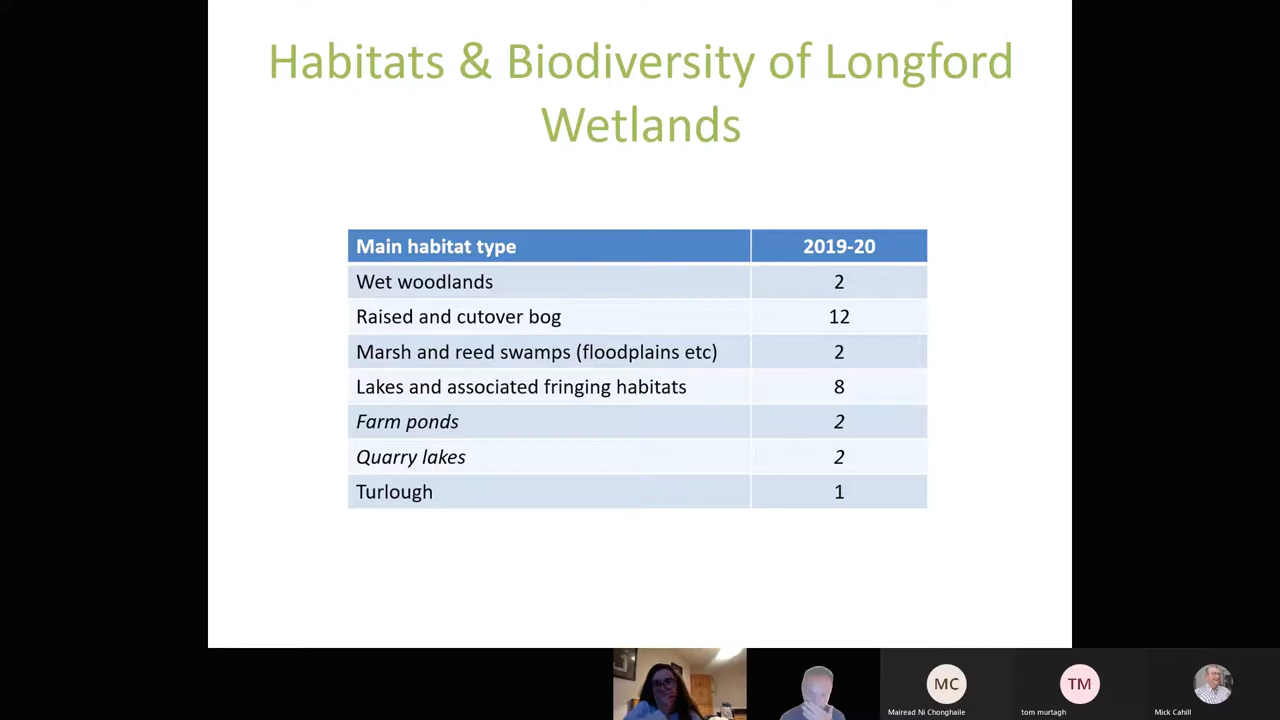 Habitats & Biodiversity of Longford
Wetlands
Main habitat type 2019-20
Wet woodlands 2
Raised and cutover bog 12
Marsh and reed swamps (floodplains etc) 2
Lakes and associated fringing habitats 8
Farm ponds 2
Quarry lakes 2
Turlough 1
MC TM
Mairead Ni Chonghaile tom murtagh Mick Cahill